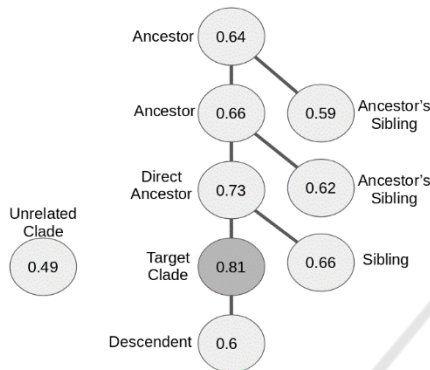 Ancestor
0.64
Ancestor
0.66
0.59
Ancestor's
Sibling
Direct
Ancestor
0.73
0.62
Ancestor's
Sibling
Unrelated
Clade
0.49
Target
Clade
0.81
0.66
Sibling
Descendent
0.6